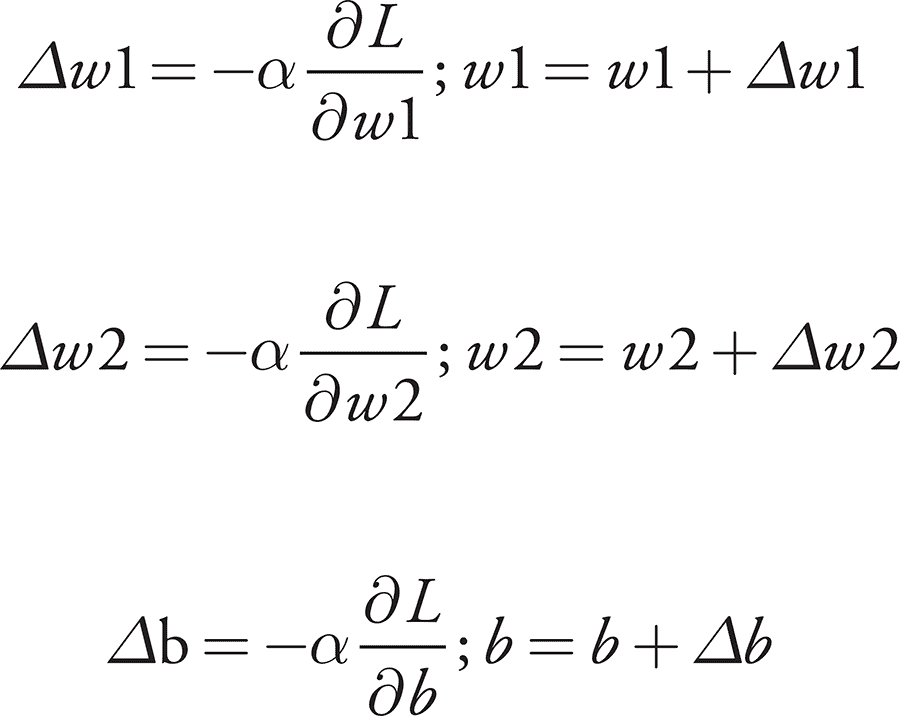 Δw1 = −α ∂L/∂w1 ; w1 = w1 + Δw1
Δw2 = −α ∂L/∂w2 ; w2 = w2 + Δw2
Δb = −α ∂L/∂b ; b = b + Δb